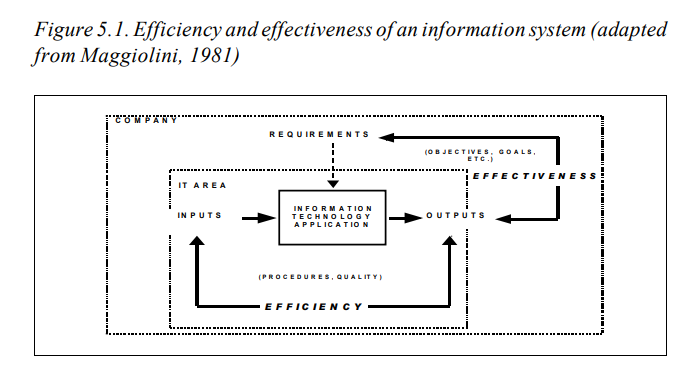 Figure 5.1. Efficiency and effectiveness of an information system (adapted
from Maggiolini, 1981)
COMPANY
REQUIREMENTS
(OBJECTIVES, GOALS,
ETC.)
EFFECTIVENESS
IT AREA
INPUTS
INFORMATION
TECHNOLOGY
APPLICATION
OUTPUTS
(PROCEDURES, QUALITY)
EFFICIENCY